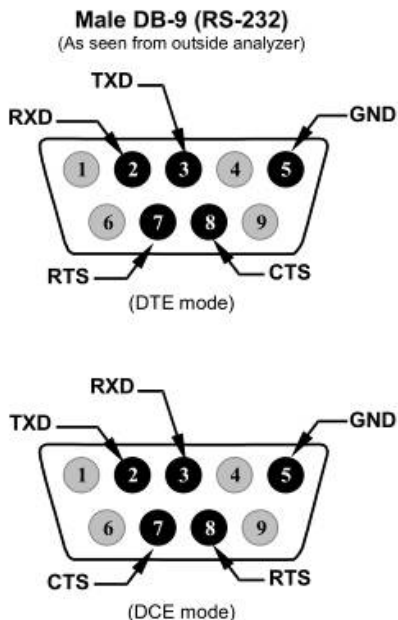 Male DB-9 (RS-232)
(As seen from outside analyzer)
TXD
RXD
GND
1 2 3 4 5
6 7 8 9
RTS
CTS
(DTE mode)
RXD
TXD
GND
1 2 3 4 5
6 7 8 9
CTS
RTS
(DCE mode)